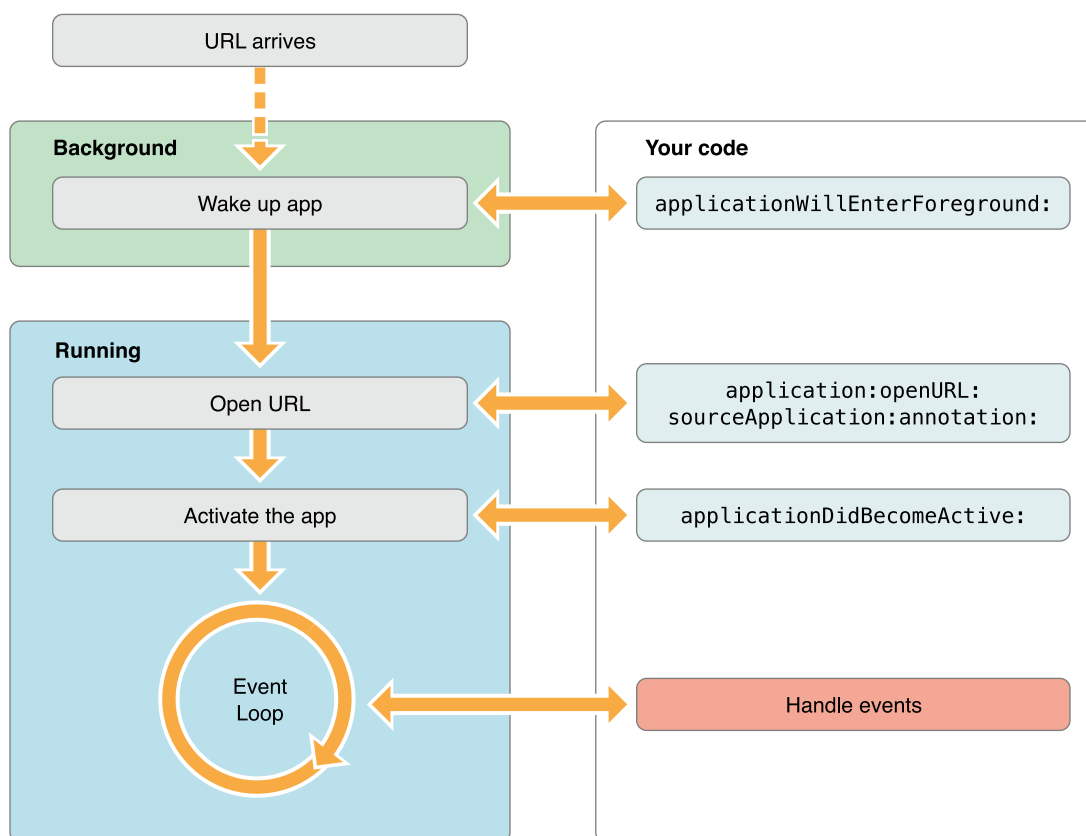 URL arrives
Background
Your code
Wake up app
applicationWillEnterForeground:
Running
Open URL
application:openURL:
sourceApplication:annotation:
Activate the app
applicationDidBecomeActive:
Event
Loop
Handle events